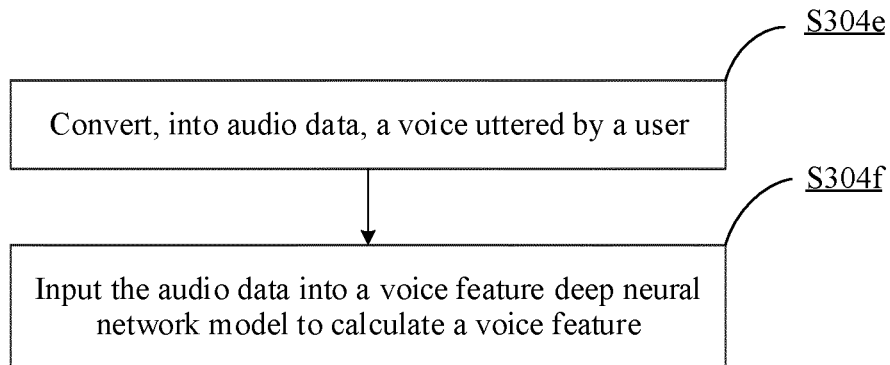 S304e
Convert, into audio data, a voice uttered by a user
S304f
Input the audio data into a voice feature deep neural
network model to calculate a voice feature